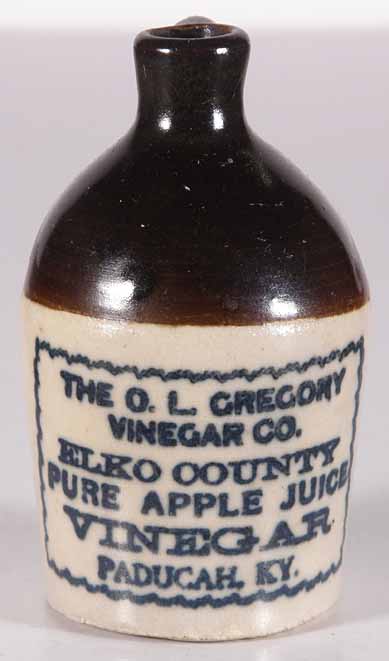 THE O. L. GREGORY
VINEGAR CO.
ELKO COUNTY
PURE APPLE JUICE
VINEGAR
PADUCAH, KY.